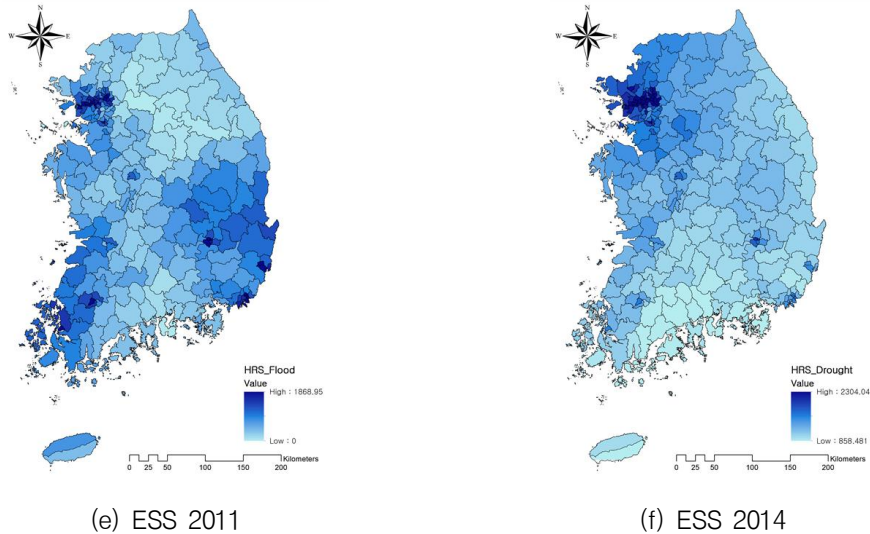 N
W E
S
HRS_Flood
Value
High : 1868.95
Low : 0
Kilometers
0 25 50 100 150 200
(e) ESS 2011
N
W E
S
HRS_Drought
Value
High : 2304.04
Low : 858.481
Kilometers
0 25 50 100 150 200
(f) ESS 2014